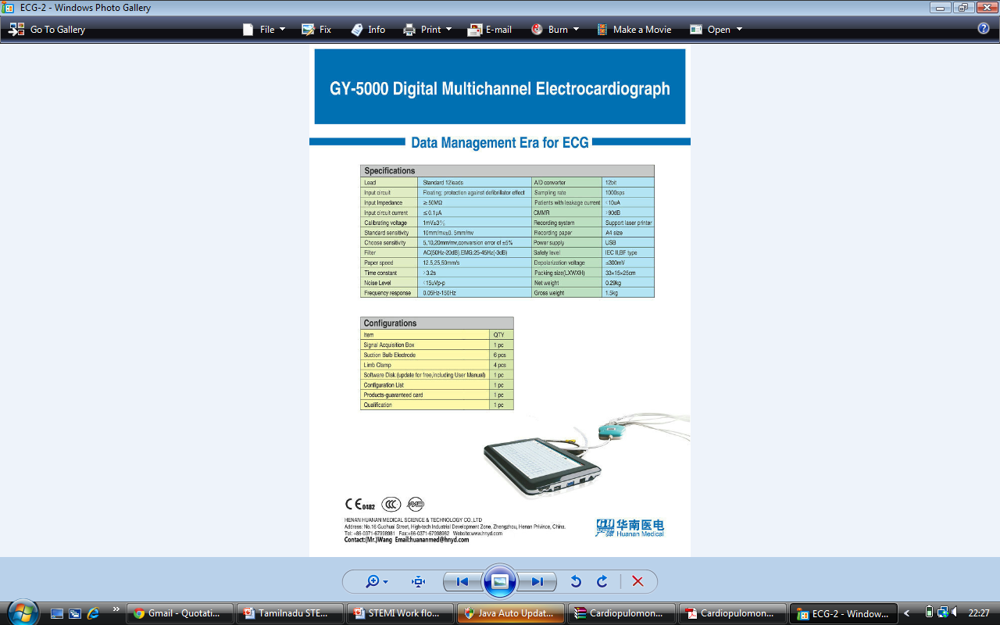 ECG-2 - Windows Photo Gallery
Go To Gallery File Fix Info Print E-mail Burn Make a Movie Open
GY-5000 Digital Multichannel Electrocardiograph
Data Management Era for ECG
Specifications
Lead Standard 12leads A/D converter 12bit
Input circuit Floating; protection against defibrillator effect Sampling rate 1000sps
Input Impedance ≥50MΩ Patients with leakage current <10uA
Input circuit current ≤0.1μA CMMR >90dB
Calibrating voltage 1mV±3% Recording system Support laser printer
Standard sensitivity 10mm/mv±0. 5mm/mv Recording paper A4 size
Choose sensitivity 5,10,20mm/mv,conversion error of ±5% Power supply USB
Filter AC(50Hz-20dB),EMG:25-45Hz(-3dB) Safety level IEC II,BF type
Paper speed 12.5,25,50mm/s Depolarization voltage ±300mV
Time constant >3.2s Packing size(LXWXH) 33×15×25cm
Noise Level <15uVp-p Net weight 0.29kg
Frequency response 0.05Hz-150Hz Gross weight 1.5kg
Configurations
Item QTY
Signal Acquisition Box 1 pc
Suction Bulb Electrode 6 pcs
Limb Clamp 4 pcs
Software Disk (update for free,including User Manual) 1 pc
Configuration List 1 pc
Products-guaranteed card 1 pc
Qualification 1 pc
CE0482 CCC
HENAN HUANAN MEDICAL SCIENCE & TECHNOLOGY CO.,LTD
Address: No.16 Guohuai Street, High-tech Industrial Development Zone, Zhengzhou, Henan Privince, China.
Tel: +86-0371-67998981 Fax:+86-0371-67998982 Website:www.hnyd.com
Contact:(Mr.)Wang Email:huananmed@hnyd.com
华南医电
Huanan Medical
Gmail - Quotati... Tamilnadu STE... STEMI Work flo... Java Auto Updat... Cardiopulomon... Cardiopulomon... ECG-2 - Window... 22:27